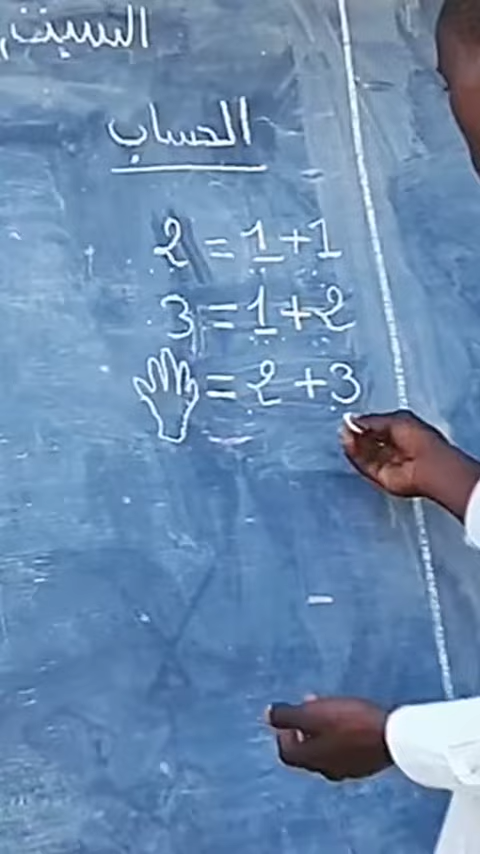 السبت,
الحساب
2 = 1 + 1
3 = 1 + 2
= 2 + 3